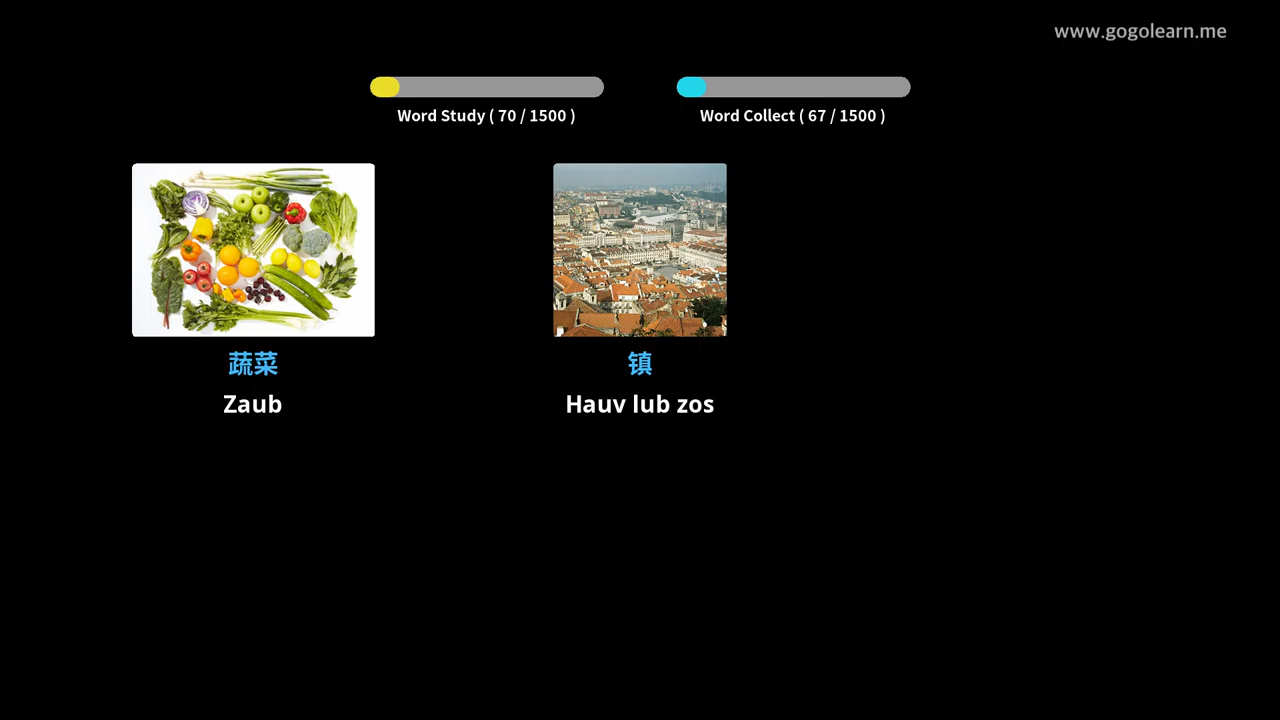 www.gogolearn.me
Word Study ( 70 / 1500 )
Word Collect ( 67 / 1500 )
蔬菜
Zaub
镇
Hauv lub zos